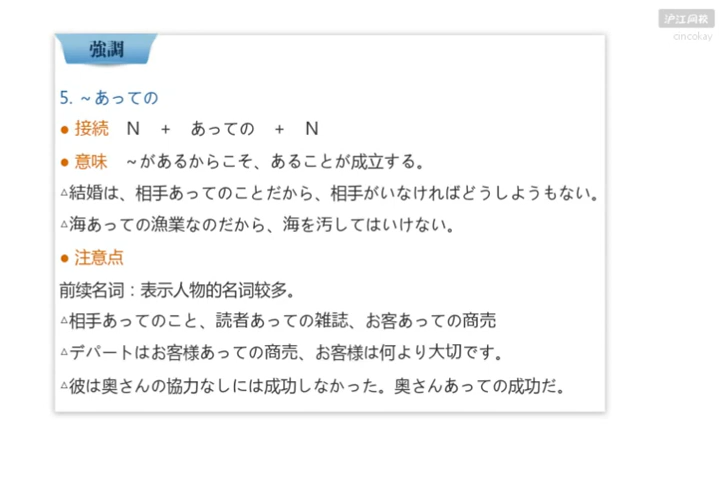 沪江网校
cincokay
強調
5. ～あっての
● 接続　N　+　あっての　+　N
● 意味　～があるからこそ、あることが成立する。
△結婚は、相手あってのことだから、相手がいなければどうしようもない。
△海あっての漁業なのだから、海を汚してはいけない。
● 注意点
前续名词：表示人物的名词较多。
△相手あってのこと、読者あっての雑誌、お客あっての商売
△デパートはお客様あっての商売、お客様は何より大切です。
△彼は奥さんの協力なしには成功しなかった。奥さんあっての成功だ。